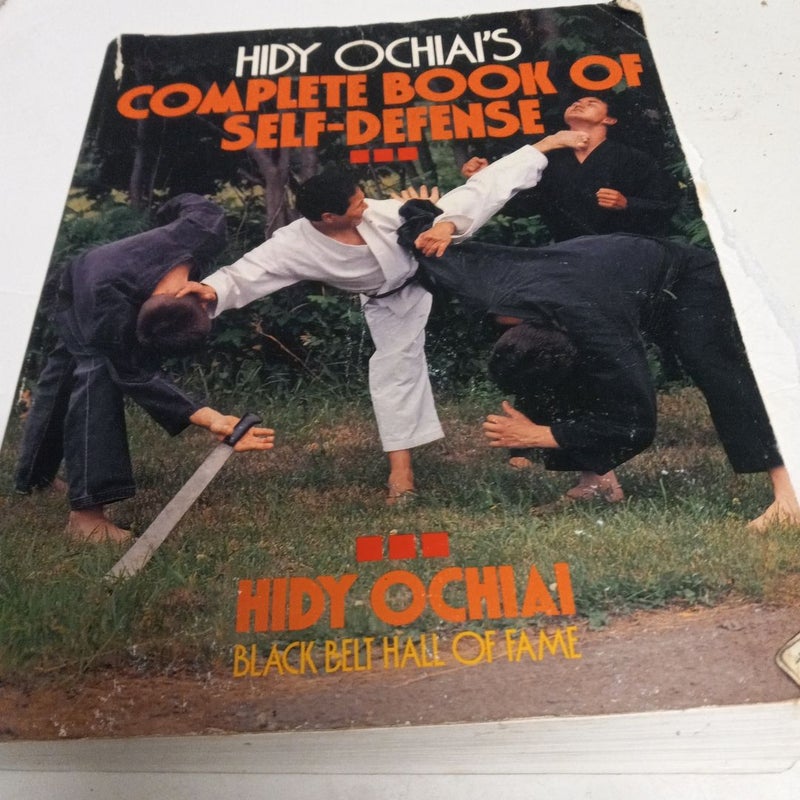 HIDY OCHIAI'S
COMPLETE BOOK OF
SELF-DEFENSE
HIDY OCHIAI
BLACK BELT HALL OF FAME